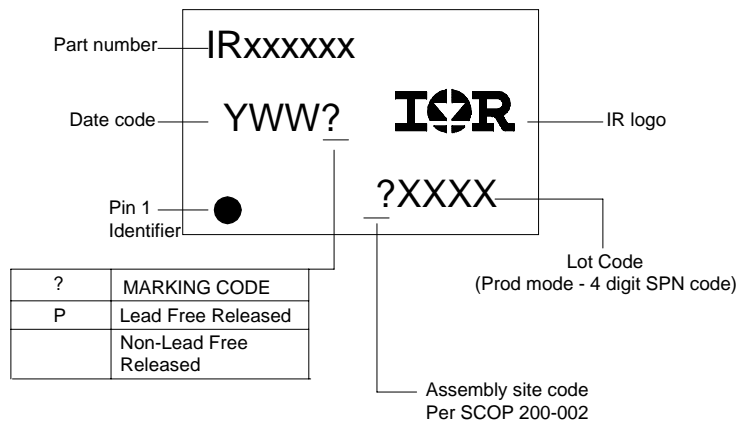 Part number
IRxxxxxx
Date code
YWW?
IOR
IR logo
Pin 1
Identifier
?XXXX
Lot Code
(Prod mode - 4 digit SPN code)
? MARKING CODE
P Lead Free Released
Non-Lead Free
Released
Assembly site code
Per SCOP 200-002